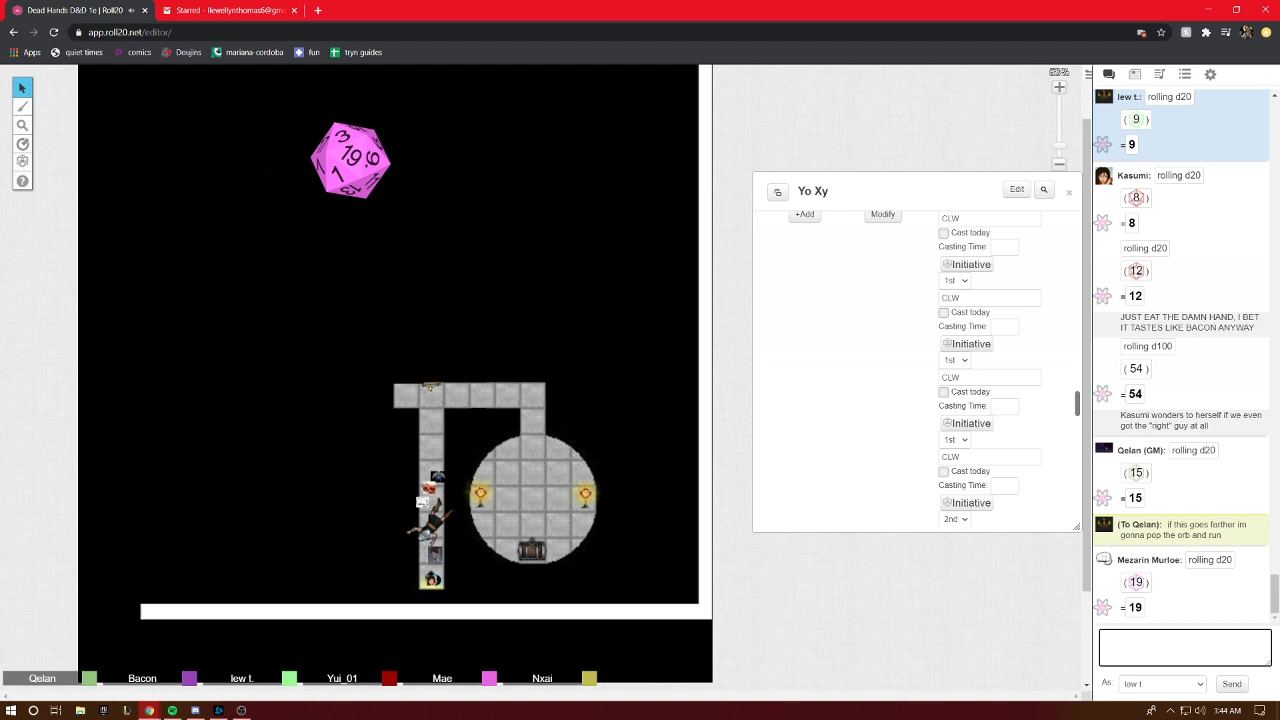 Dead Hands D&D 1e | Roll20
Starred - llewellynthomas6@gm
app.roll20.net/editor/
Apps
quiet times
comics
Doujins
mariana-cordoba
fun
tryn guides
3
19
1
Yo Xy
Edit
+Add
Modify
CLW
Cast today
Casting Time:
Initiative
1st
CLW
Cast today
Casting Time:
Initiative
1st
CLW
Cast today
Casting Time:
Initiative
1st
CLW
Cast today
Casting Time:
Initiative
2nd
lew t.: rolling d20
(9)
=9
Kasumi: rolling d20
(8)
=8
rolling d20
(12)
=12
JUST EAT THE DAMN HAND, I BET
IT TASTES LIKE BACON ANYWAY
rolling d100
(54)
=54
Kasumi wonders to herself if we even
got the "right" guy at all
Qelan (GM): rolling d20
(15)
=15
(To Qelan): if this goes farther im
gonna pop the orb and run
Mezarin Murloe: rolling d20
(19)
=19
As: lew t. Send
Qelan
Bacon
lew t.
Yui_01
Mae
Nxai
3:44 AM